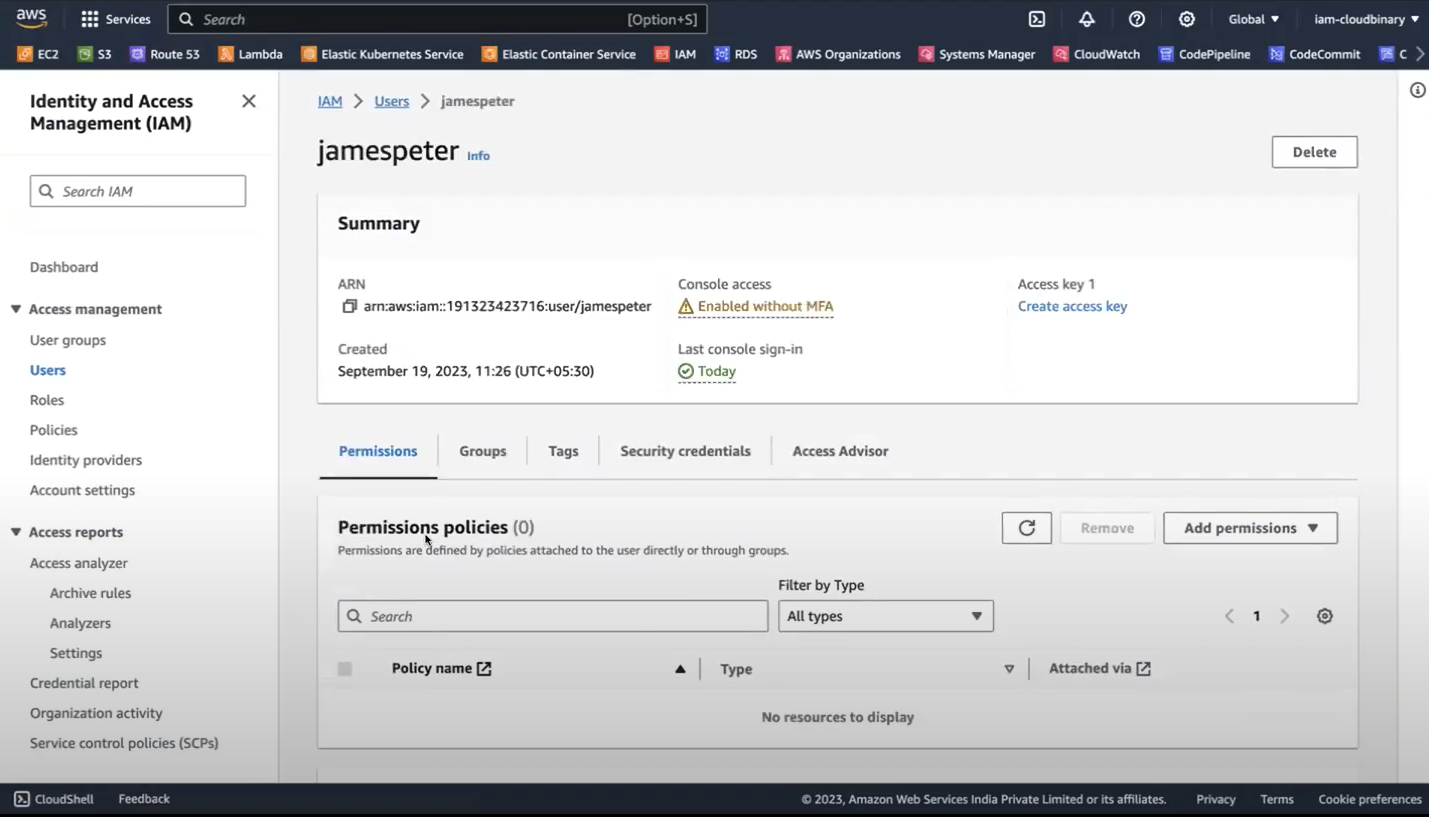 aws
Services
Search
[Option+S]
Global
iam-cloudbinary
EC2
S3
Route 53
Lambda
Elastic Kubernetes Service
Elastic Container Service
IAM
RDS
AWS Organizations
Systems Manager
CloudWatch
CodePipeline
CodeCommit
C
Identity and Access
Management (IAM)
Search IAM
Dashboard
Access management
User groups
Users
Roles
Policies
Identity providers
Account settings
Access reports
Access analyzer
Archive rules
Analyzers
Settings
Credential report
Organization activity
Service control policies (SCPs)
IAM > Users > jamespeter
jamespeter Info
Delete
Summary
ARN
arn:aws:iam::191323423716:user/jamespeter
Created
September 19, 2023, 11:26 (UTC+05:30)
Console access
Enabled without MFA
Last console sign-in
Today
Access key 1
Create access key
Permissions
Groups
Tags
Security credentials
Access Advisor
Permissions policies (0)
Permissions are defined by policies attached to the user directly or through groups.
Remove
Add permissions
Search
Filter by Type
All types
1
Policy name
Type
Attached via
No resources to display
CloudShell
Feedback
© 2023, Amazon Web Services India Private Limited or its affiliates.
Privacy
Terms
Cookie preferences